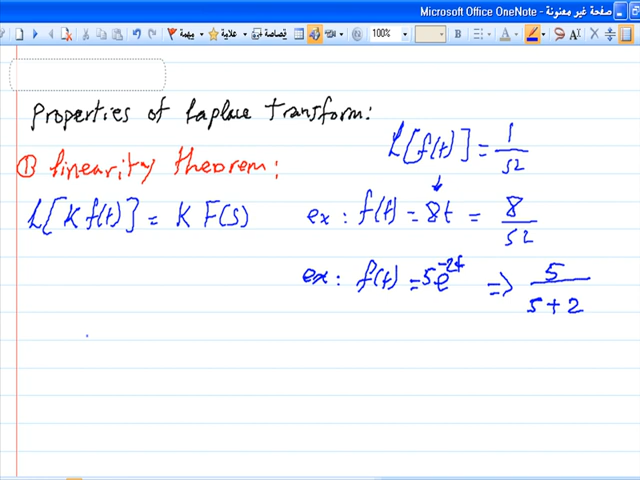 صفحة غير معنونة - Microsoft Office OneNote
مهمة علامة قصاصة 100% B A
Properties of Laplace transform:
L[f(t)] = 1/s2
① linearity theorem:
L[K f(t)] = K F(s)
ex: f(t) = 8t = 8/s2
ex: f(t) = 5e^-2t => 5/s+2